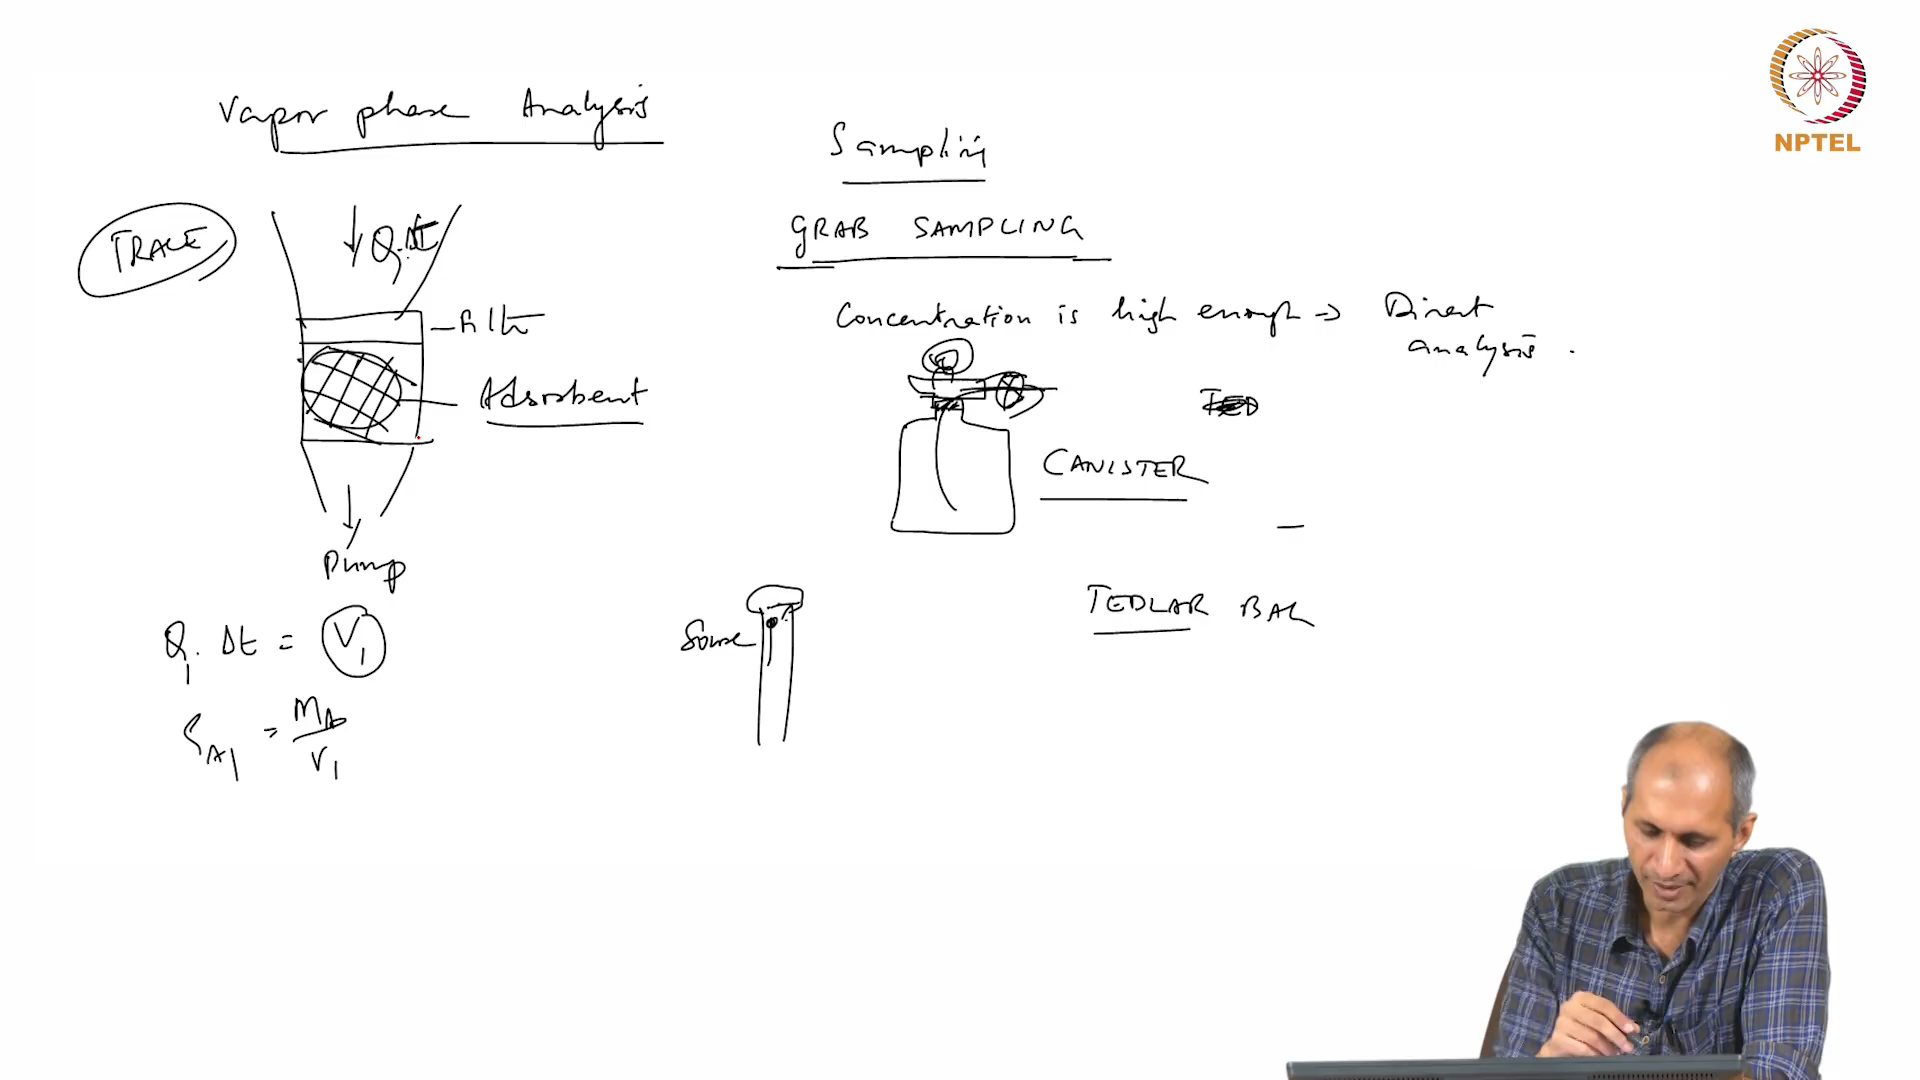 Vapor phase Analysis
TRACE
Q1. Δt
Filter
Adsorbent
Pump
Q1. Δt = V1
ρA1 = mA
V1
Sampling
GRAB SAMPLING
Concentration is high enough → Direct
analysis.
CANISTER
Source
TEDLAR BAG
NPTEL